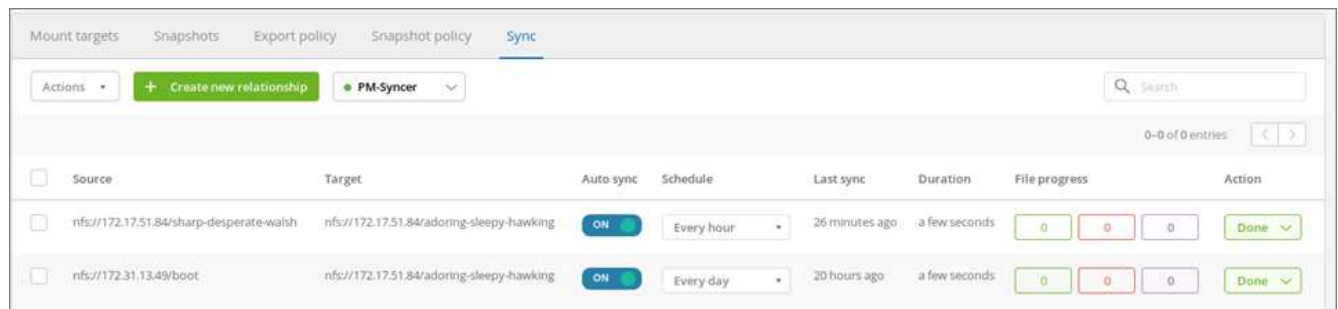 Mount targets Snapshots Export policy Snapshot policy Sync
Actions + Create new relationship PM-Syncer Search
0-0 of 0 entries < >
Source Target Auto sync Schedule Last sync Duration File progress Action
nfs://172.17.51.84/sharp-desperate-walsh nfs://172.17.51.84/adoring-sleepy-hawking ON Every hour 26 minutes ago a few seconds 0 0 0 Done
nfs://172.31.13.49/boot nfs://172.17.51.84/adoring-sleepy-hawking ON Every day 20 hours ago a few seconds 0 0 0 Done